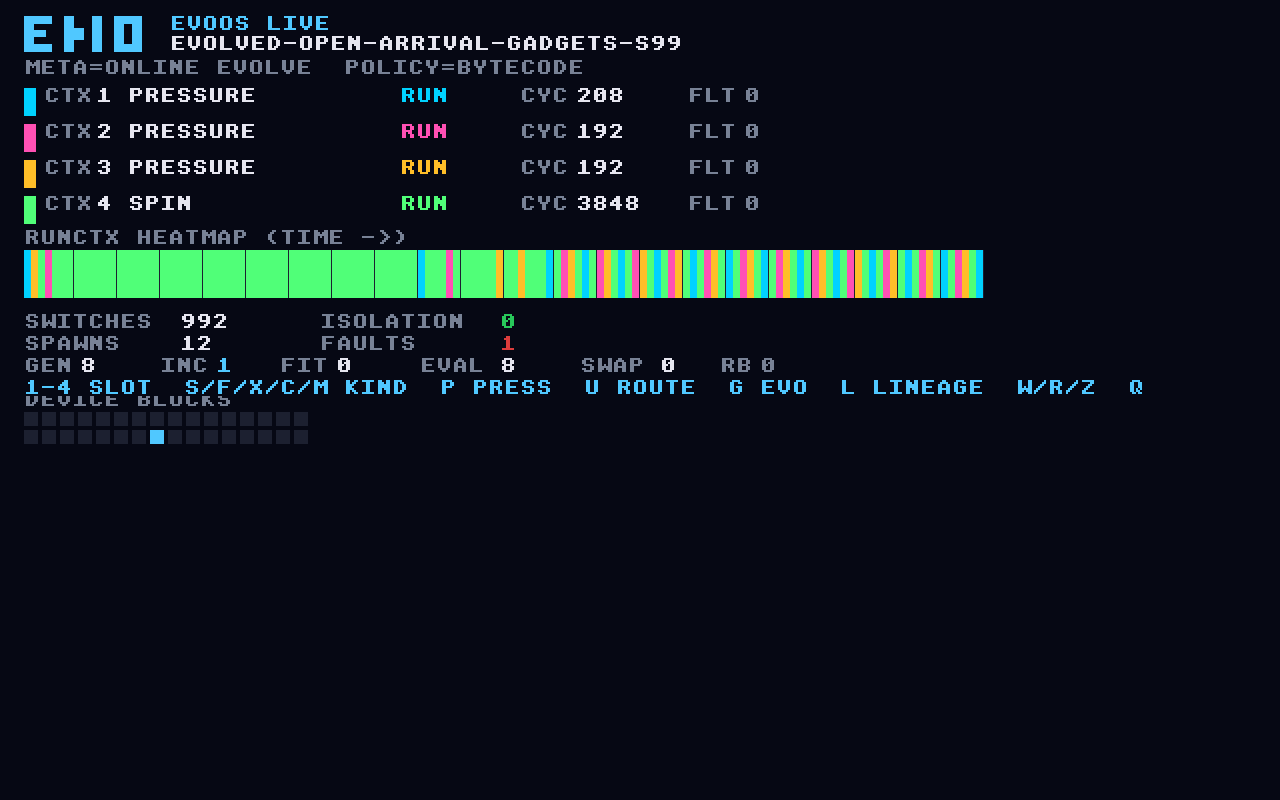 EVO
EVOOS LIVE
EVOLVED-OPEN-ARRIVAL-GADGETS-S99
META=ONLINE EVOLVE POLICY=BYTECODE
CTX 1 PRESSURE RUN CYC 208 FLT 0
CTX 2 PRESSURE RUN CYC 192 FLT 0
CTX 3 PRESSURE RUN CYC 192 FLT 0
CTX 4 SPIN RUN CYC 3848 FLT 0
RUNCTX HEATMAP (TIME ->)
SWITCHES 992 ISOLATION 0
SPAWNS 12 FAULTS 1
GEN 8 INC 1 FIT 0 EVAL 8 SWAP 0 RB 0
1-4 SLOT S/F/X/C/M KIND P PRESS U ROUTE G EVO L LINEAGE W/R/Z Q
DEVICE BLOCKS